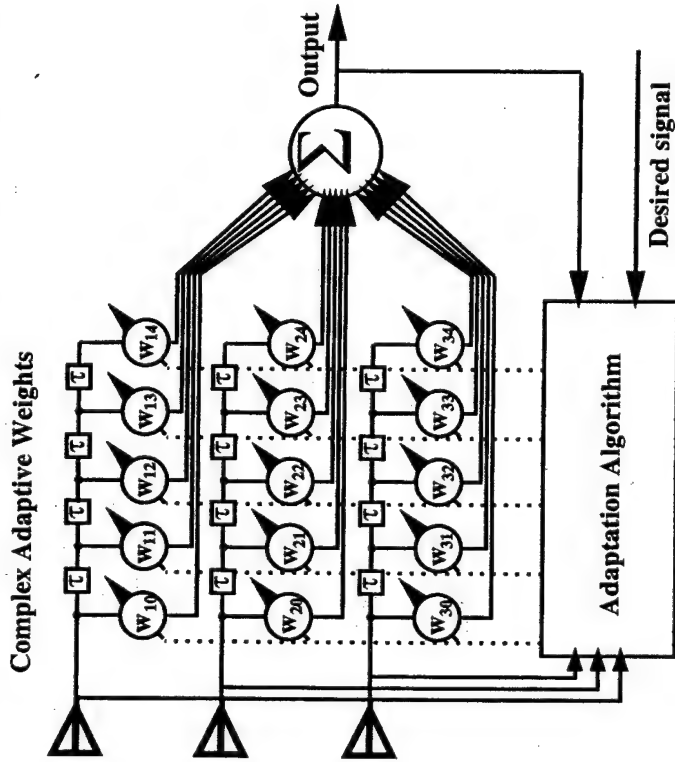 Complex Adaptive Weights
τ τ τ τ
W10 W11 W12 W13 W14
τ τ τ τ
W20 W21 W22 W23 W24
τ τ τ τ
W30 W31 W32 W33 W34
Σ
Output
Adaptation Algorithm
Desired signal